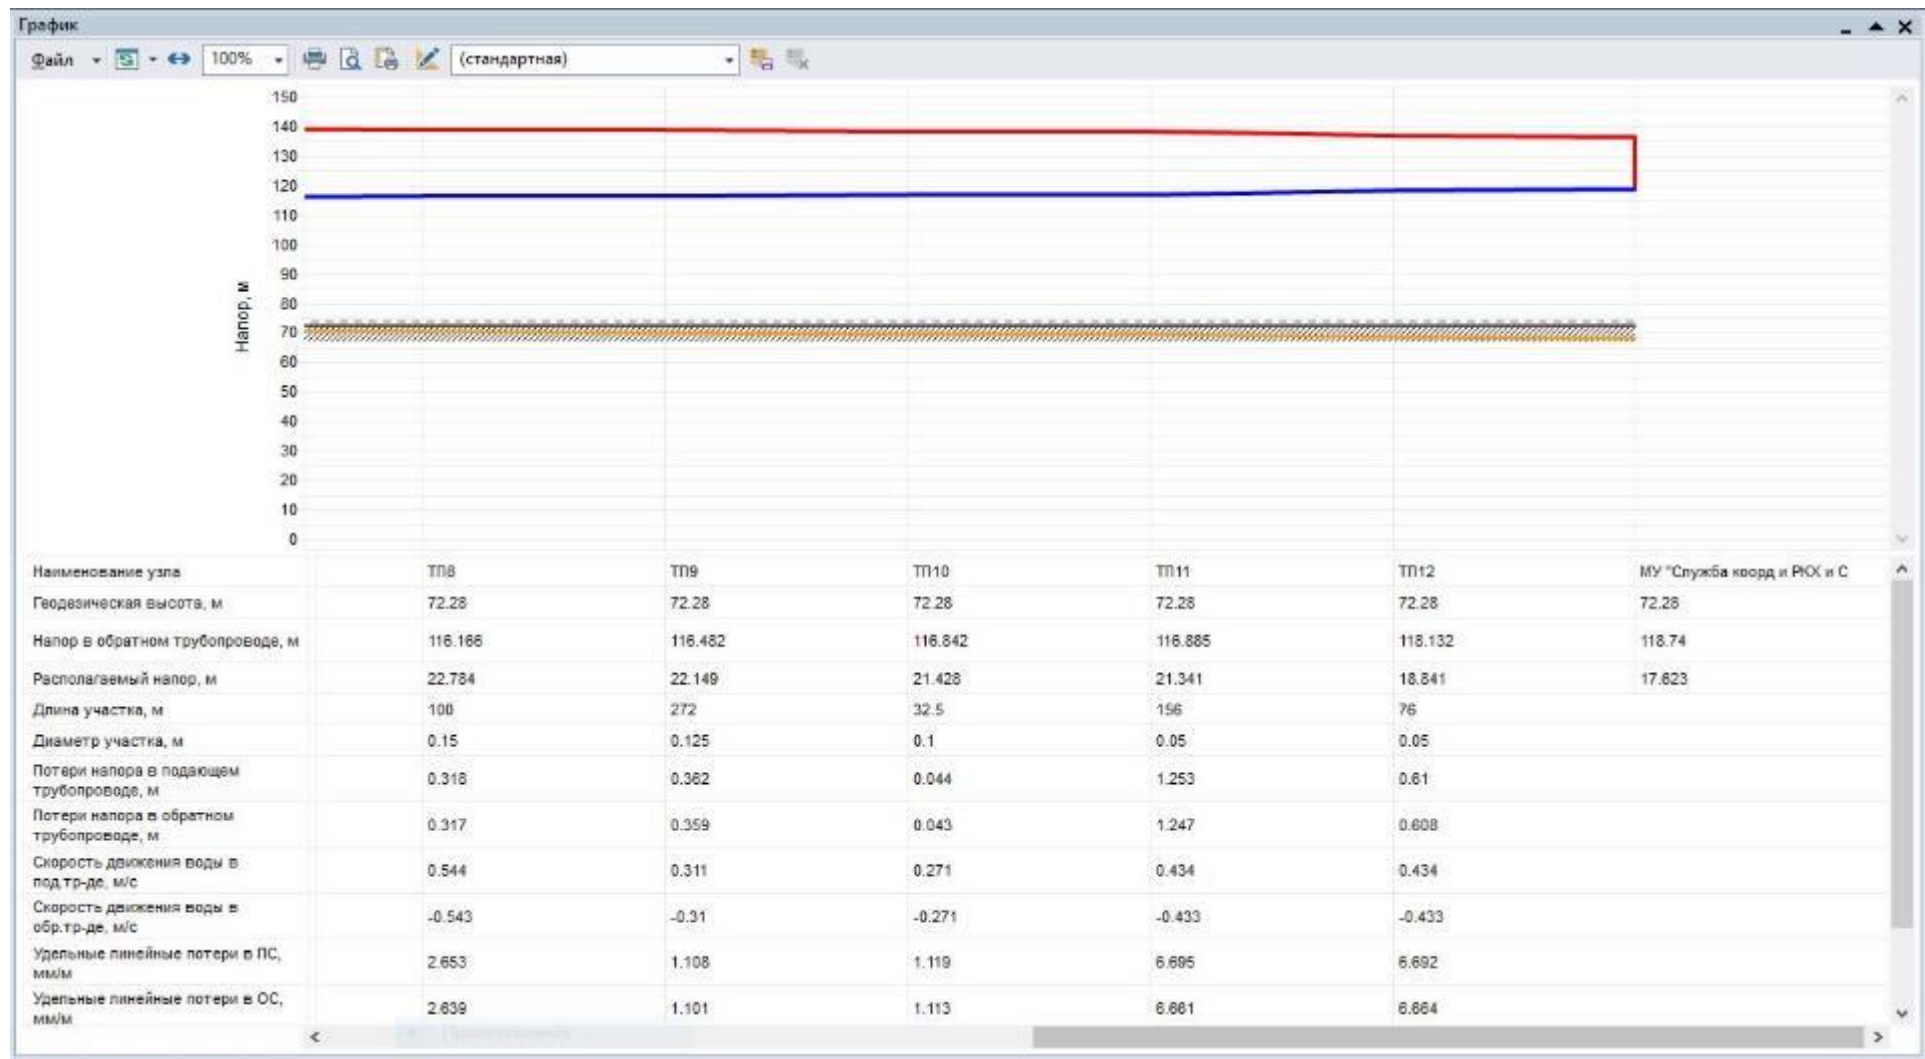 График
Файл 100% (стандартная)
150
140
130
120
110
100
90
80
70
60
50
40
30
20
10
0
Напор, м
Наименование узла ТП8 ТП9 ТП10 ТП11 ТП12 МУ "Служба коорд и РКХ и С
Геодезическая высота, м 72.28 72.28 72.28 72.28 72.28 72.28
Напор в обратном трубопроводе, м 116.166 116.482 116.842 116.885 118.132 118.74
Располагаемый напор, м 22.784 22.149 21.428 21.341 18.841 17.623
Длина участка, м 100 272 32.5 156 76
Диаметр участка, м 0.15 0.125 0.1 0.05 0.05
Потери напора в подающем
трубопроводе, м 0.318 0.362 0.044 1.253 0.61
Потери напора в обратном
трубопроводе, м 0.317 0.359 0.043 1.247 0.608
Скорость движения воды в
под.тр-де, м/с 0.544 0.311 0.271 0.434 0.434
Скорость движения воды в
обр.тр-де, м/с -0.543 -0.31 -0.271 -0.433 -0.433
Удельные линейные потери в ПС,
мм/м 2.653 1.108 1.119 6.695 6.692
Удельные линейные потери в ОС,
мм/м 2.639 1.101 1.113 6.661 6.664